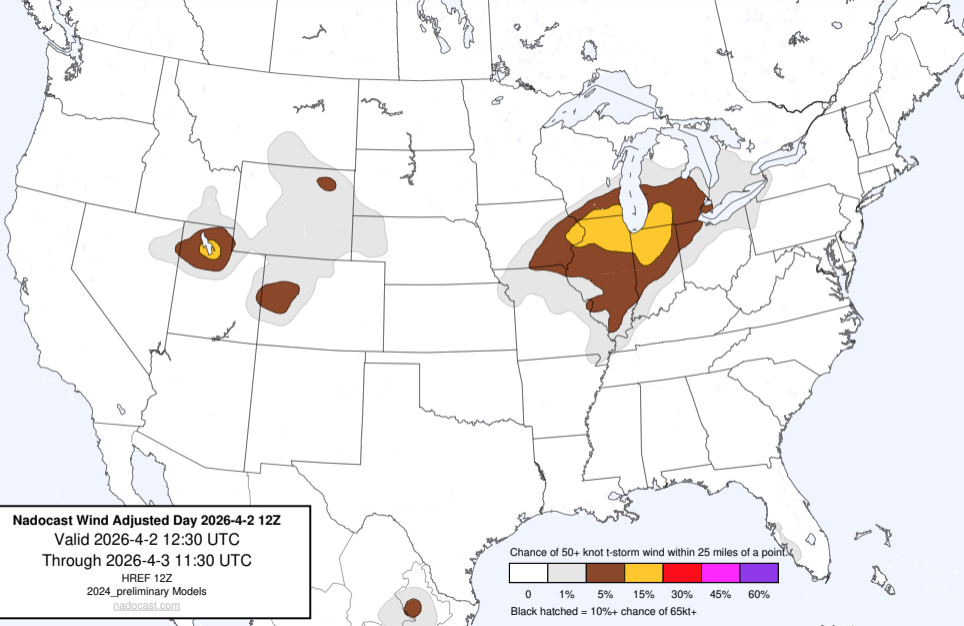 Nadocast Wind Adjusted Day 2026-4-2 12Z
Valid 2026-4-2 12:30 UTC
Through 2026-4-3 11:30 UTC
HREF 12Z
2024_preliminary Models
nadocast.com
Chance of 50+ knot t-storm wind within 25 miles of a point.
0 1% 5% 15% 30% 45% 60%
Black hatched = 10%+ chance of 65kt+